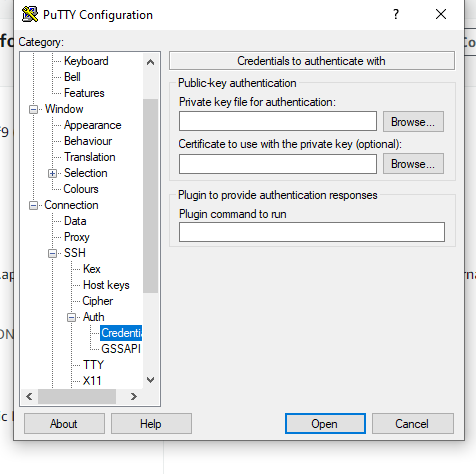 PuTTY Configuration
?
Category:
Keyboard
Bell
Features
Window
Appearance
Behaviour
Translation
Selection
Colours
Connection
Data
Proxy
SSH
Kex
Host keys
Cipher
Auth
Credentia
GSSAPI
TTY
X11
Credentials to authenticate with
Public-key authentication
Private key file for authentication:
Browse...
Certificate to use with the private key (optional):
Browse...
Plugin to provide authentication responses
Plugin command to run
About
Help
Open
Cancel